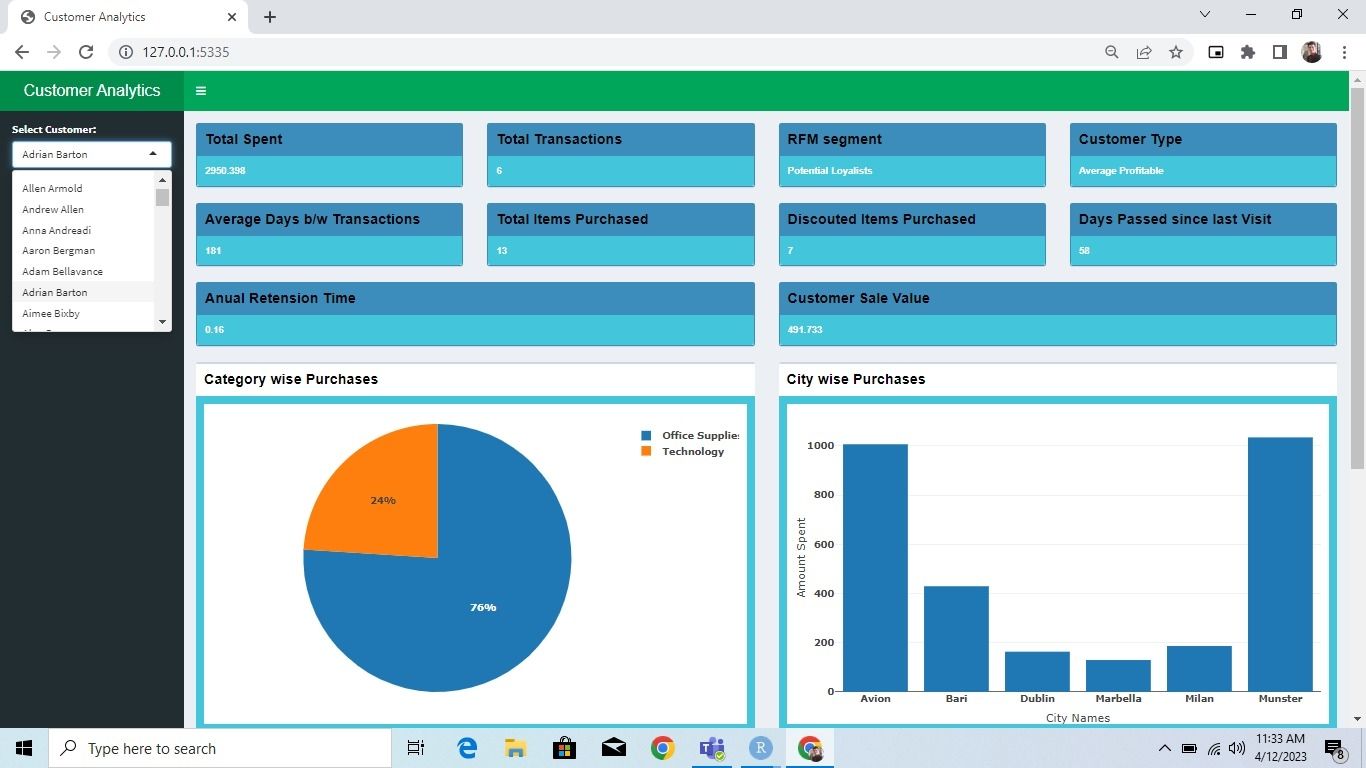 Customer Analytics
127.0.0.1:5335
Customer Analytics
Select Customer:
Adrian Barton
Allen Armold
Andrew Allen
Anna Andreadi
Aaron Bergman
Adam Bellavance
Adrian Barton
Aimee Bixby
Total Spent
2950.398
Total Transactions
6
RFM segment
Potential Loyalists
Customer Type
Average Profitable
Average Days b/w Transactions
181
Total Items Purchased
13
Discouted Items Purchased
7
Days Passed since last Visit
58
Anual Retension Time
0.16
Customer Sale Value
491.733
Category wise Purchases
Office Supplies
Technology
24%
76%
City wise Purchases
1000
800
600
400
200
0
Amount Spent
Avion
Bari
Dublin
Marbella
Milan
Munster
City Names
Type here to search
11:33 AM
4/12/2023
8